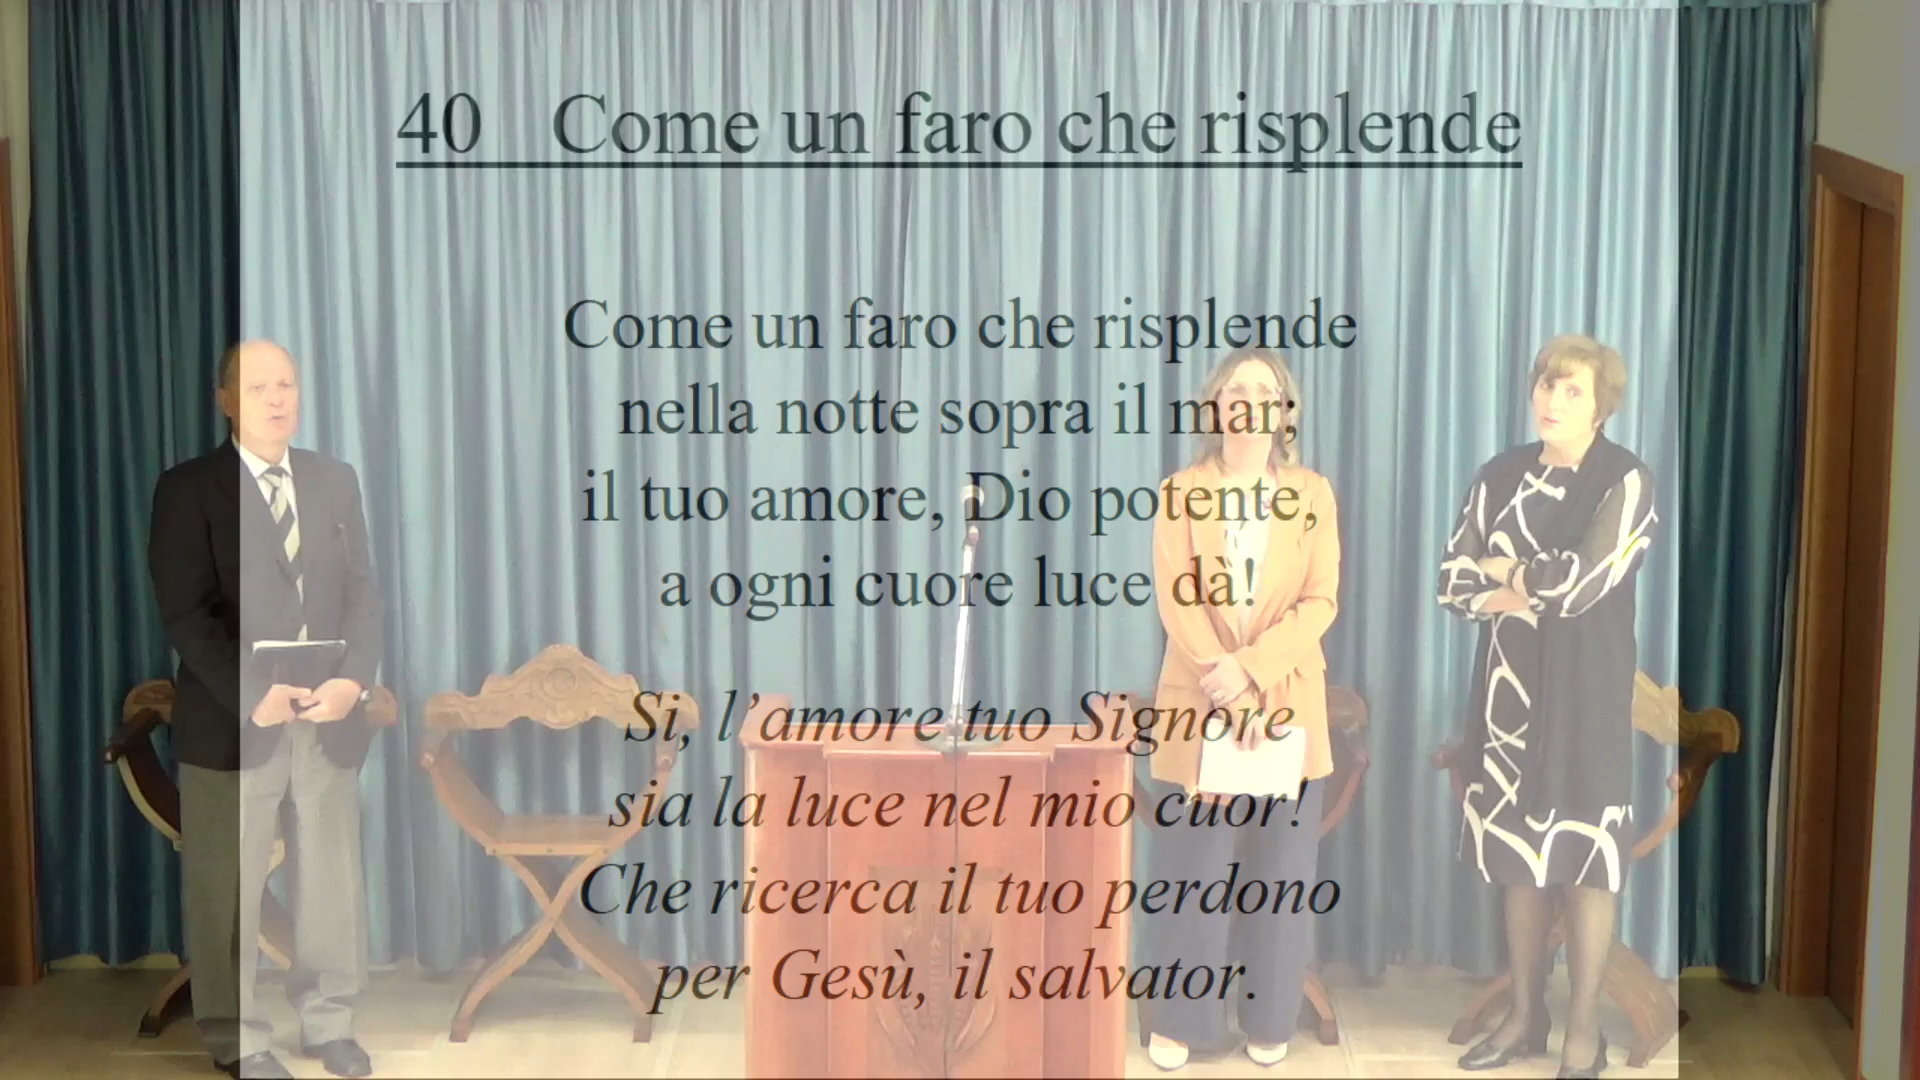 40 Come un faro che risplende
Come un faro che risplende
nella notte sopra il mar;
il tuo amore, Dio potente,
a ogni cuore luce dà!
Si, l’amore tuo Signore
sia la luce nel mio cuor!
Che ricerca il tuo perdono
per Gesù, il salvator.